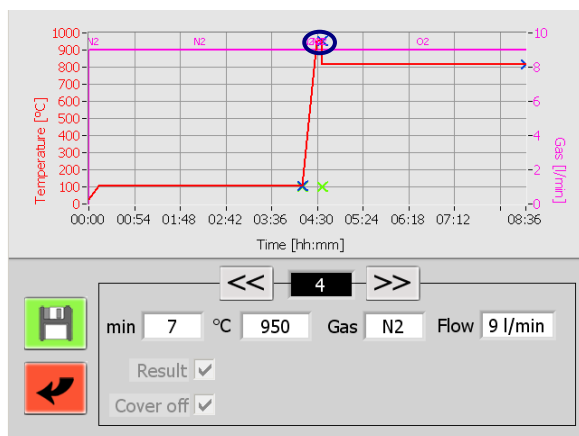 1000 10
N2 N2 O2
900
800 8
700
600 6
500
400 4
300
200 2
100
0 0
Temperature [°C]
Gas [l/min]
00:00 00:54 01:48 02:42 03:36 04:30 05:24 06:18 07:12 08:36
Time [hh:mm]
<< 4 >>
min 7 °C 950 Gas N2 Flow 9 l/min
Result
Cover off